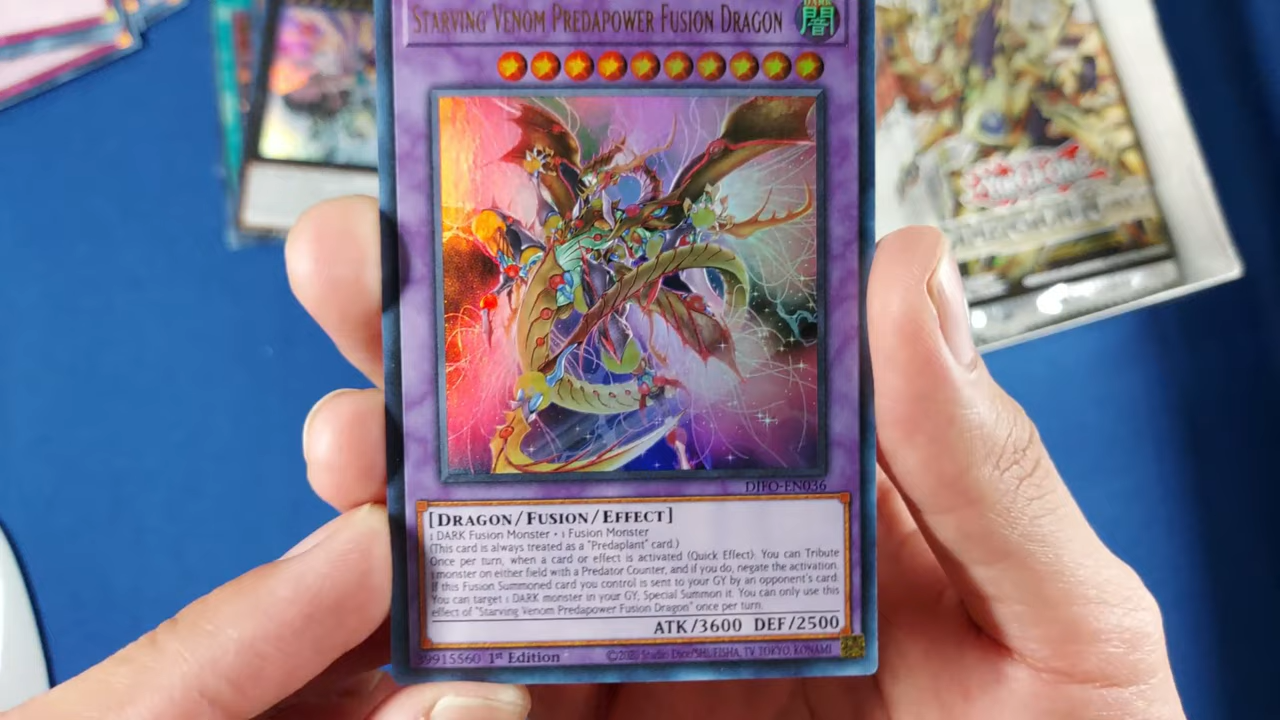 STARVING VENOM PREDAPOWER FUSION DRAGON
DARK
闇
DIFO-EN036
[DRAGON/FUSION/EFFECT]
1 DARK Fusion Monster + 1 Fusion Monster
(This card is always treated as a "Predaplant" card.)
Once per turn, when a card or effect is activated (Quick Effect): You can Tribute
1 monster on either field with a Predator Counter, and if you do, negate the activation.
If this Fusion Summoned card you control is sent to your GY by an opponent's card:
You can target 1 DARK monster in your GY; Special Summon it. You can only use this
effect of "Starving Venom Predapower Fusion Dragon" once per turn.
ATK/3600 DEF/2500
39915560 1st Edition
©2020 Studio Dice/SHUEISHA, TV TOKYO, KONAMI